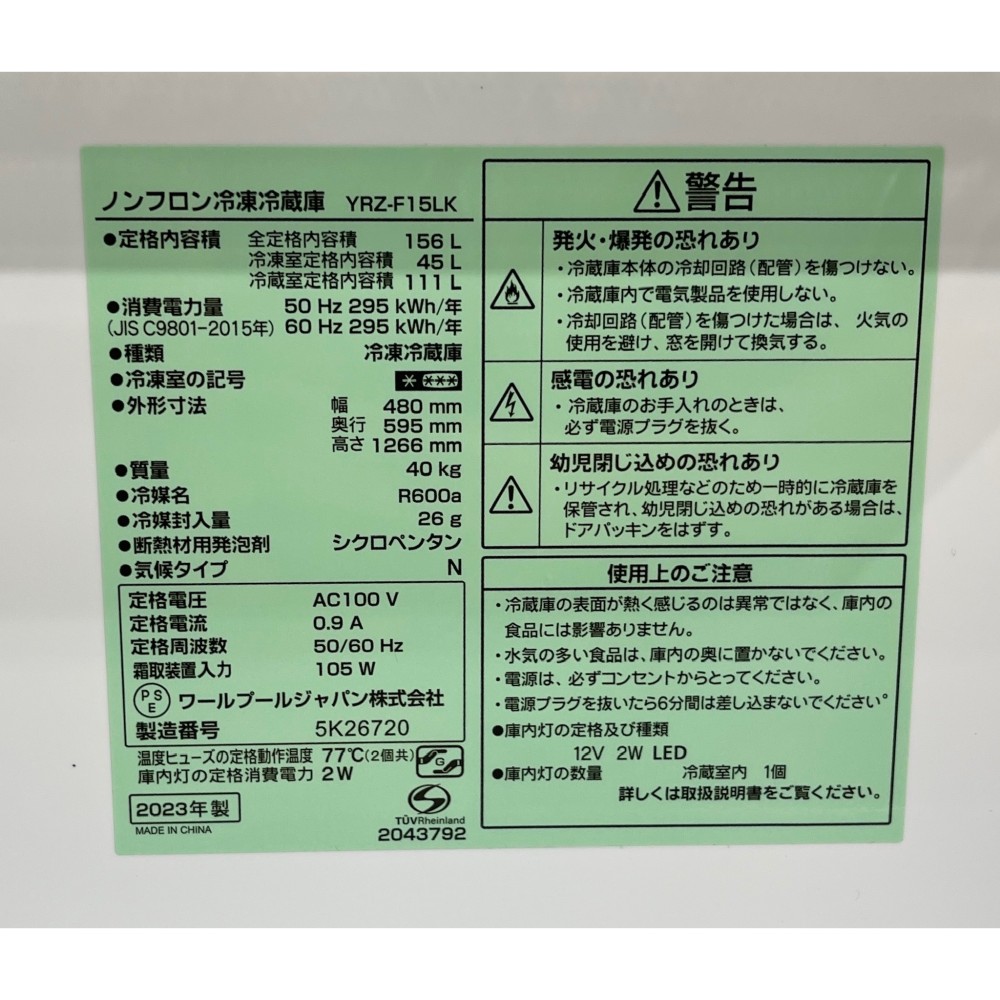 ノンフロン冷凍冷蔵庫 YRZ-F15LK
●定格内容積 全定格内容積 156 L
冷凍室定格内容積 45 L
冷蔵室定格内容積 111 L
●消費電力量 50 Hz 295 kWh/年
(JIS C9801-2015年) 60 Hz 295 kWh/年
●種類 冷凍冷蔵庫
●冷凍室の記号
●外形寸法 幅 480 mm
奥行 595 mm
高さ 1266 mm
●質量 40 kg
●冷媒名 R600a
●冷媒封入量 26 g
●断熱材用発泡剤 シクロペンタン
●気候タイプ N
定格電圧 AC100 V
定格電流 0.9 A
定格周波数 50/60 Hz
霜取装置入力 105 W
PSE ワールプールジャパン株式会社
製造番号 5K26720
温度ヒューズの定格動作温度 77℃(2個共)
庫内灯の定格消費電力 2W
G
2023年製
MADE IN CHINA
TÜVRheinland
2043792
警告
発火・爆発の恐れあり
・冷蔵庫本体の冷却回路(配管)を傷つけない。
・冷蔵庫内で電気製品を使用しない。
・冷却回路(配管)を傷つけた場合は、火気の
使用を避け、窓を開けて換気する。
感電の恐れあり
・冷蔵庫のお手入れのときは、
必ず電源プラグを抜く。
幼児閉じ込めの恐れあり
・リサイクル処理などのため一時的に冷蔵庫を
保管され、幼児閉じ込めの恐れがある場合は、
ドアパッキンをはずす。
使用上のご注意
・冷蔵庫の表面が熱く感じるのは異常ではなく、庫内の
食品には影響ありません。
・水気の多い食品は、庫内の奥に置かないでください。
・電源は、必ずコンセントからとってください。
・電源プラグを抜いたら6分間は差し込まないでください。
●庫内灯の定格及び種類
12V 2W LED
●庫内灯の数量 冷蔵室内 1個
詳しくは取扱説明書をご覧ください。